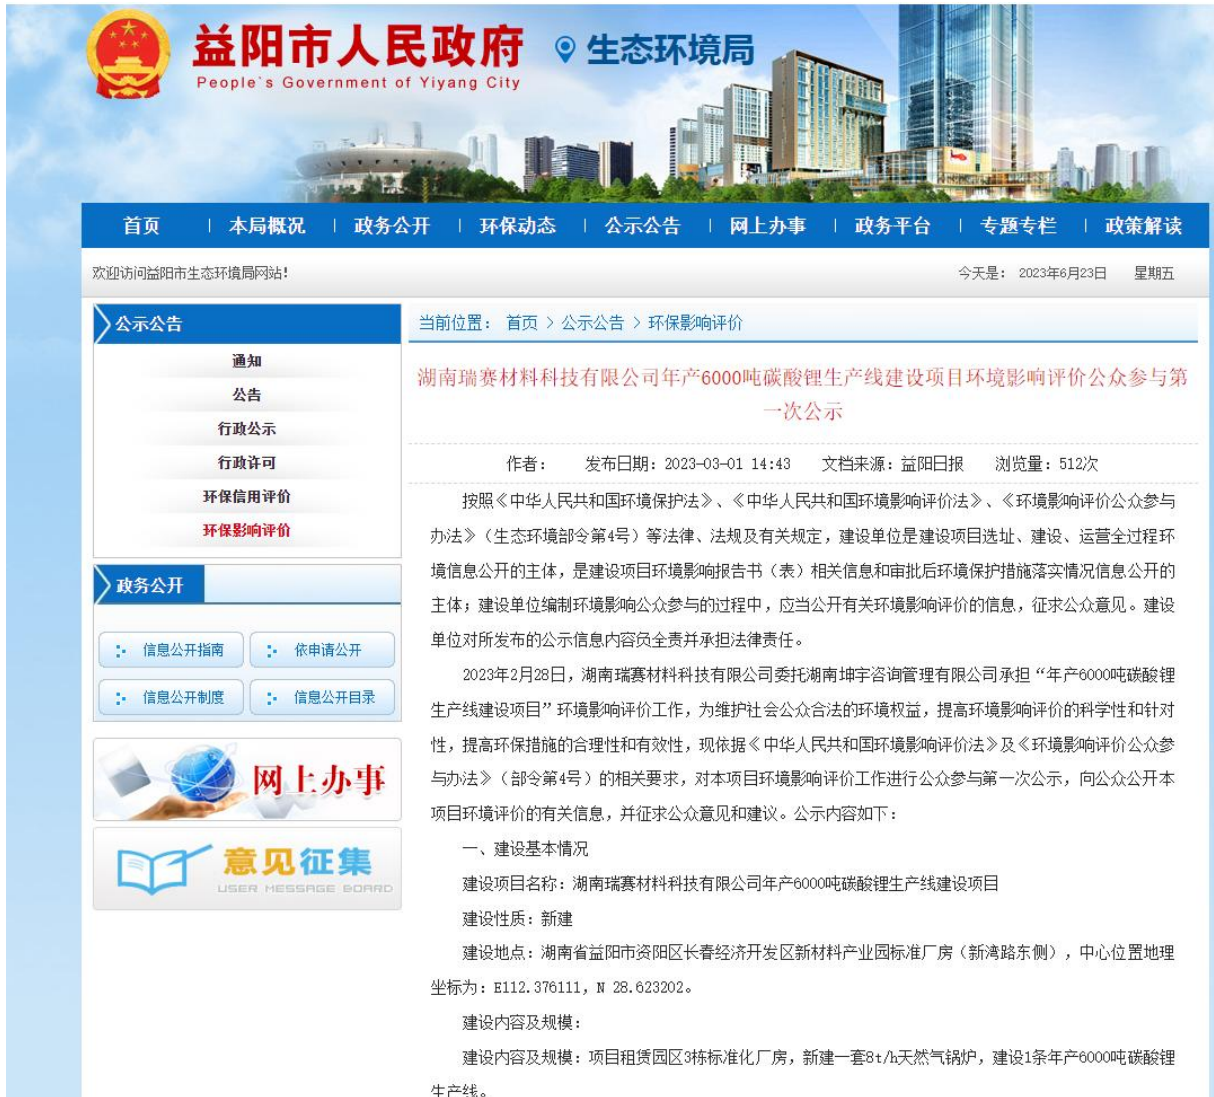 益阳市人民政府 生态环境局
People's Government of Yiyang City
首页 本局概况 政务公开 环保动态 公示公告 网上办事 政务平台 专题专栏 政策解读
欢迎访问益阳市生态环境局网站! 今天是： 2023年6月23日 星期五
公示公告
通知
公告
行政公示
行政许可
环保信用评价
环保影响评价
政务公开
信息公开指南 依申请公开
信息公开制度 信息公开目录
网上办事
意见征集
USER MESSAGE BOARD
当前位置： 首页 > 公示公告 > 环保影响评价
湖南瑞赛材料科技有限公司年产6000吨碳酸锂生产线建设项目环境影响评价公众参与第
一次公示
作者： 发布日期：2023-03-01 14:43 文档来源：益阳日报 浏览量：512次
按照《中华人民共和国环境保护法》、《中华人民共和国环境影响评价法》、《环境影响评价公众参与
办法》（生态环境部令第4号）等法律、法规及有关规定，建设单位是建设项目选址、建设、运营全过程环
境信息公开的主体，是建设项目环境影响报告书（表）相关信息和审批后环境保护措施落实情况信息公开的
主体；建设单位编制环境影响公众参与的过程中，应当公开有关环境影响评价的信息，征求公众意见。建设
单位对所发布的公示信息内容负全责并承担法律责任。
2023年2月28日，湖南瑞赛材料科技有限公司委托湖南坤宇咨询管理有限公司承担“年产6000吨碳酸锂
生产线建设项目”环境影响评价工作，为维护社会公众合法的环境权益，提高环境影响评价的科学性和针对
性，提高环保措施的合理性和有效性，现依据《中华人民共和国环境影响评价法》及《环境影响评价公众参
与办法》（部令第4号）的相关要求，对本项目环境影响评价工作进行公众参与第一次公示，向公众公开本
项目环境评价的有关信息，并征求公众意见和建议。公示内容如下：
一、建设基本情况
建设项目名称：湖南瑞赛材料科技有限公司年产6000吨碳酸锂生产线建设项目
建设性质：新建
建设地点：湖南省益阳市资阳区长春经济开发区新材料产业园标准厂房（新湾路东侧），中心位置地理
坐标为：E112.376111，N 28.623202。
建设内容及规模：
建设内容及规模：项目租赁园区3栋标准化厂房，新建一套8t/h天然气锅炉，建设1条年产6000吨碳酸锂
生产线。